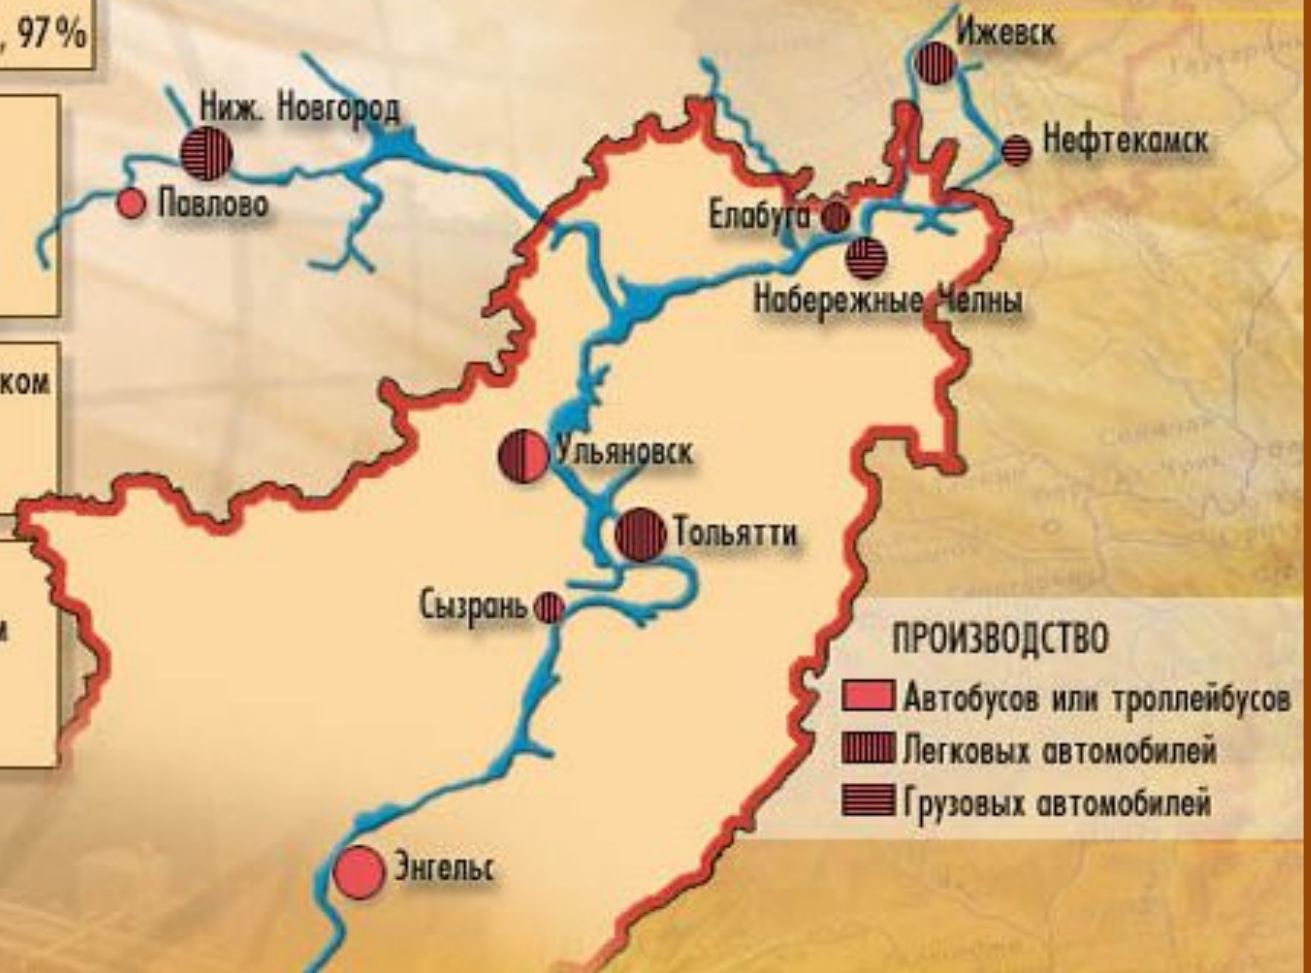 , 97%
Ижевск
Ниж. Новгород
Нефтекамск
Павлово
Елабуга
Набережные Челны
ком
Ульяновск
Тольятти
Сызрань
ПРОИЗВОДСТВО
Автобусов или троллейбусов
Легковых автомобилей
Грузовых автомобилей
Энгельс